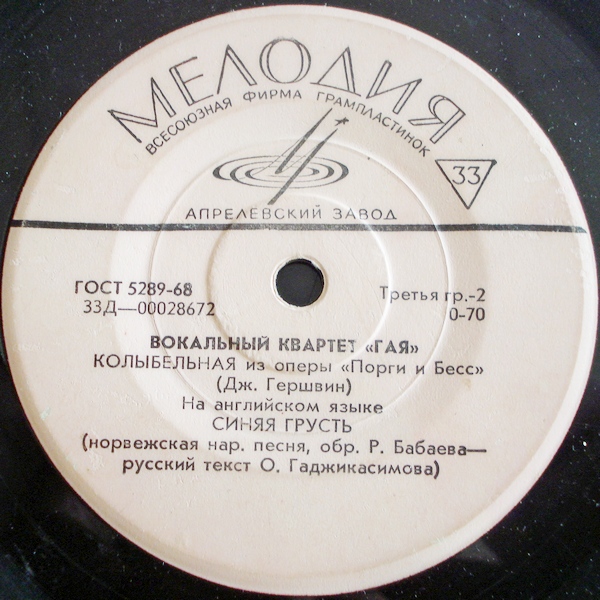 МЕЛОДИЯ
ВСЕСОЮЗНАЯ ФИРМА ГРАМПЛАСТИНОК
33
АПРЕЛЕВСКИЙ ЗАВОД
ГОСТ 5289-68
Третья гр.-2
33Д—00028672
0-70
ВОКАЛЬНЫЙ КВАРТЕТ «ГАЯ»
КОЛЫБЕЛЬНАЯ из оперы «Порги и Бесс»
(Дж. Гершвин)
На английском языке
СИНЯЯ ГРУСТЬ
(норвежская нар. песня, обр. Р. Бабаева—
русский текст О. Гаджикасимова)